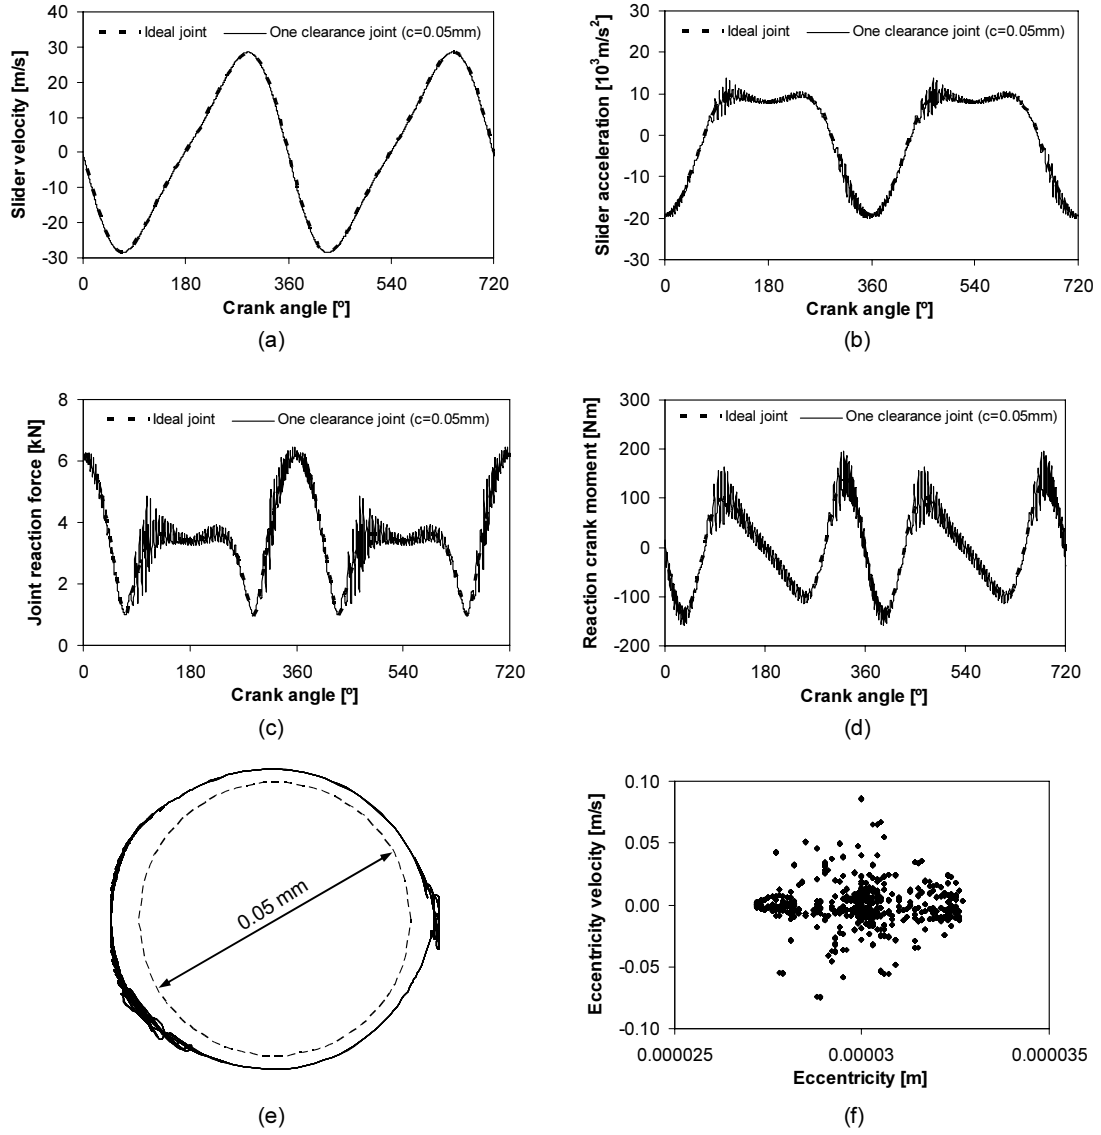 Slider velocity [m/s]
40
30
20
10
0
-10
-20
-30
Ideal joint
One clearance joint (c=0.05mm)
0 180 360 540 720
Crank angle [º]
(a)
Slider acceleration [10³m/s²]
30
20
10
0
-10
-20
-30
Ideal joint
One clearance joint (c=0.05mm)
0 180 360 540 720
Crank angle [º]
(b)
Joint reaction force [kN]
8
6
4
2
0
Ideal joint
One clearance joint (c=0.05mm)
0 180 360 540 720
Crank angle [º]
(c)
Reaction crank moment [Nm]
300
200
100
0
-100
-200
Ideal joint
One clearance joint (c=0.05mm)
0 180 360 540 720
Crank angle [º]
(d)
0.05 mm
(e)
Eccentricity velocity [m/s]
0.10
0.05
0.00
-0.05
-0.10
0.000025 0.00003 0.000035
Eccentricity [m]
(f)